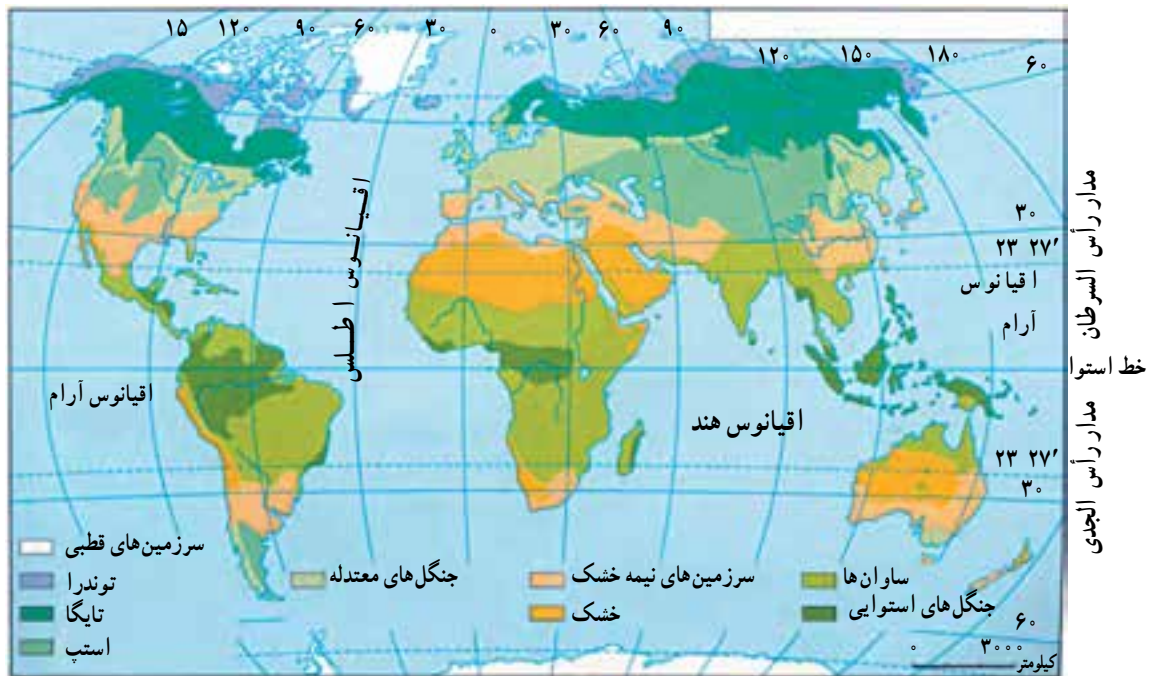 ۱۵ ۱۲۰ ۹۰ ۶۰ ۳۰ ۰ ۳۰ ۶۰ ۹۰ ۱۲۰ ۱۵۰ ۱۸۰
۶۰
۳۰
مدار رأس السرطان
۲۳ ۲۷′
اقیانوس اطلس
اقیانوس
آرام
خط استوا
اقیانوس آرام
اقیانوس هند
مدار رأس الجدی
۲۳ ۲۷′
۳۰
سرزمین‌های قطبی
توندرا
تایگا
استپ
جنگل‌های معتدله
سرزمین‌های نیمه خشک
خشک
ساوان‌ها
جنگل‌های استوایی
۶۰
۰ ۳۰۰۰
کیلومتر